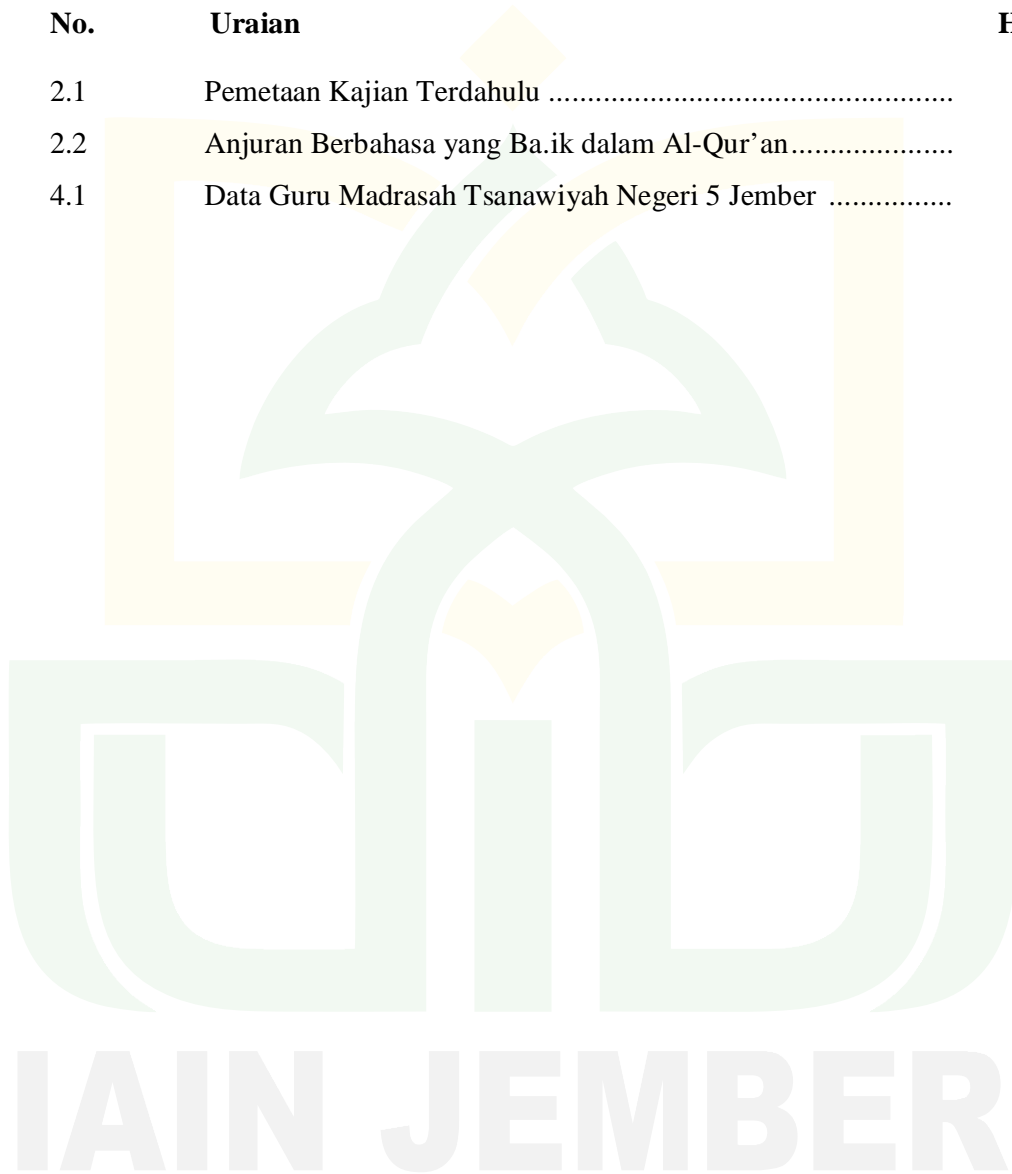 No. Uraian H
2.1 Pemetaan Kajian Terdahulu ....................................................
2.2 Anjuran Berbahasa yang Ba.ik dalam Al-Qur’an.....................
4.1 Data Guru Madrasah Tsanawiyah Negeri 5 Jember ................
IAIN JEMBER